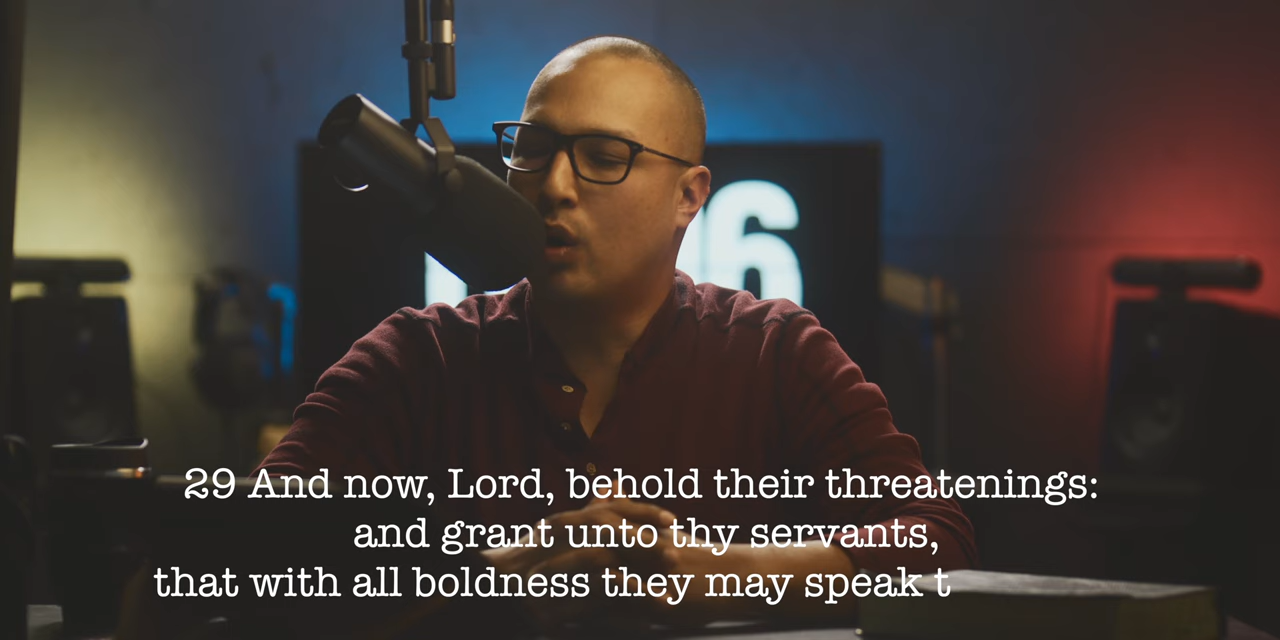 6
29 And now, Lord, behold their threatenings:
and grant unto thy servants,
that with all boldness they may speak t